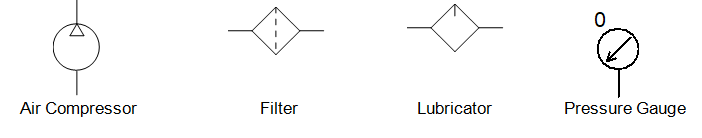 0
Air Compressor
Filter
Lubricator
Pressure Gauge